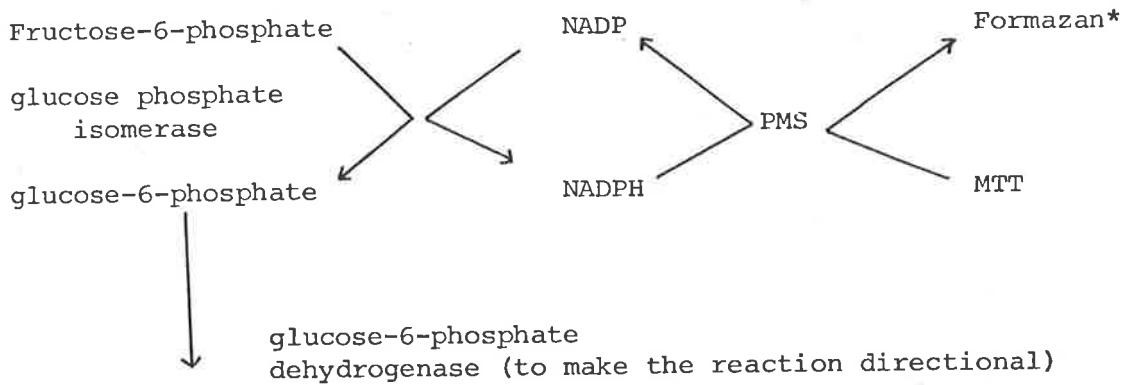 Fructose-6-phosphate
NADP
Formazan*
glucose phosphate
isomerase
PMS
glucose-6-phosphate
NADPH
MTT
glucose-6-phosphate
dehydrogenase (to make the reaction directional)